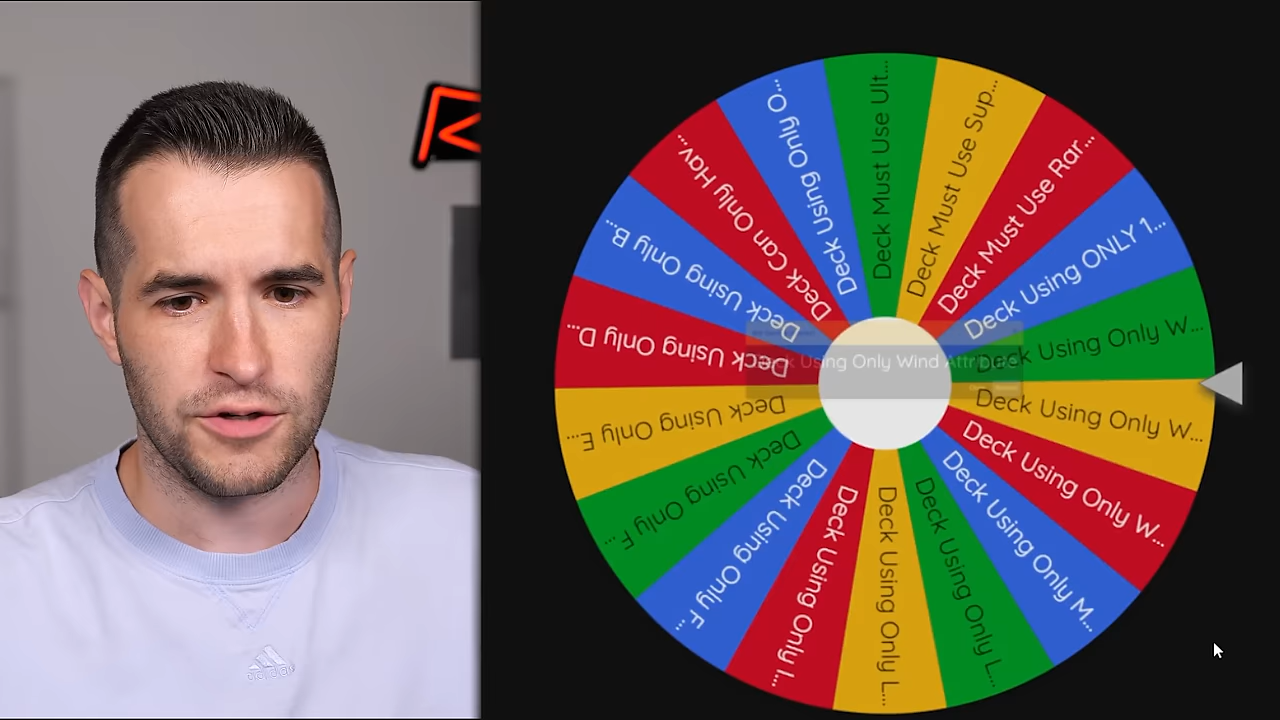 Deck Must Use Ult...
Deck Must Use Sup...
Deck Must Use Rar...
Deck Using ONLY 1...
Deck Using Only W...
Deck Using Only W...
Deck Using Only W...
Deck Using Only M...
Deck Using Only L...
Deck Using Only L...
Deck Using Only I...
Deck Using Only F...
Deck Using Only F...
Deck Using Only E...
Deck Using Only D...
Deck Using Only B...
Deck Can Only Hav...
Deck Using Only O...
Deck Using Only Wind Attribute